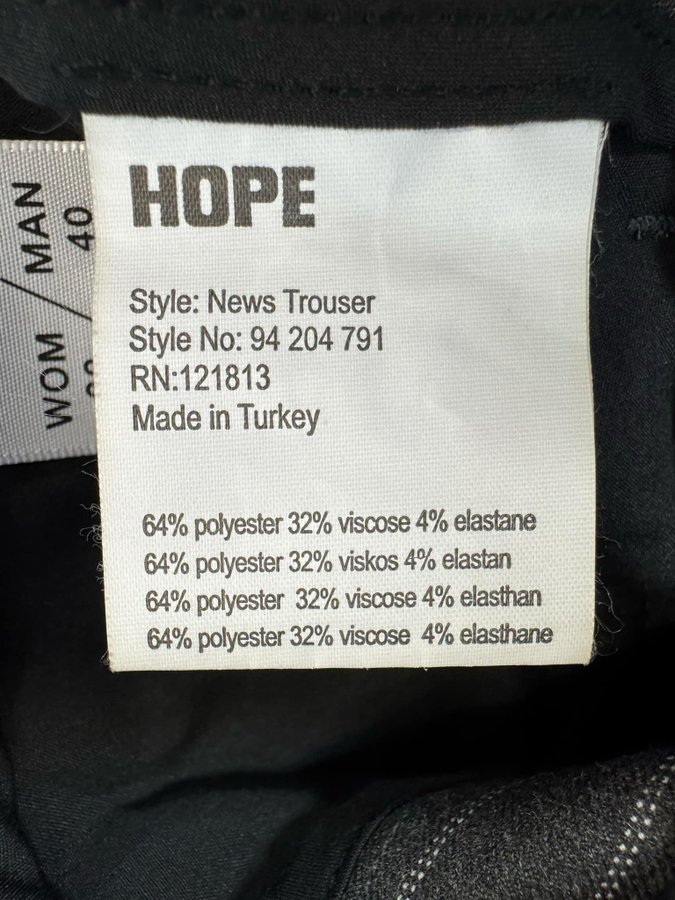 HOPE
Style: News Trouser
Style No: 94 204 791
RN:121813
Made in Turkey
64% polyester 32% viscose 4% elastane
64% polyester 32% viskos 4% elastan
64% polyester  32% viscose 4% elasthan
64% polyester 32% viscose  4% elasthane
WOM / MAN
40